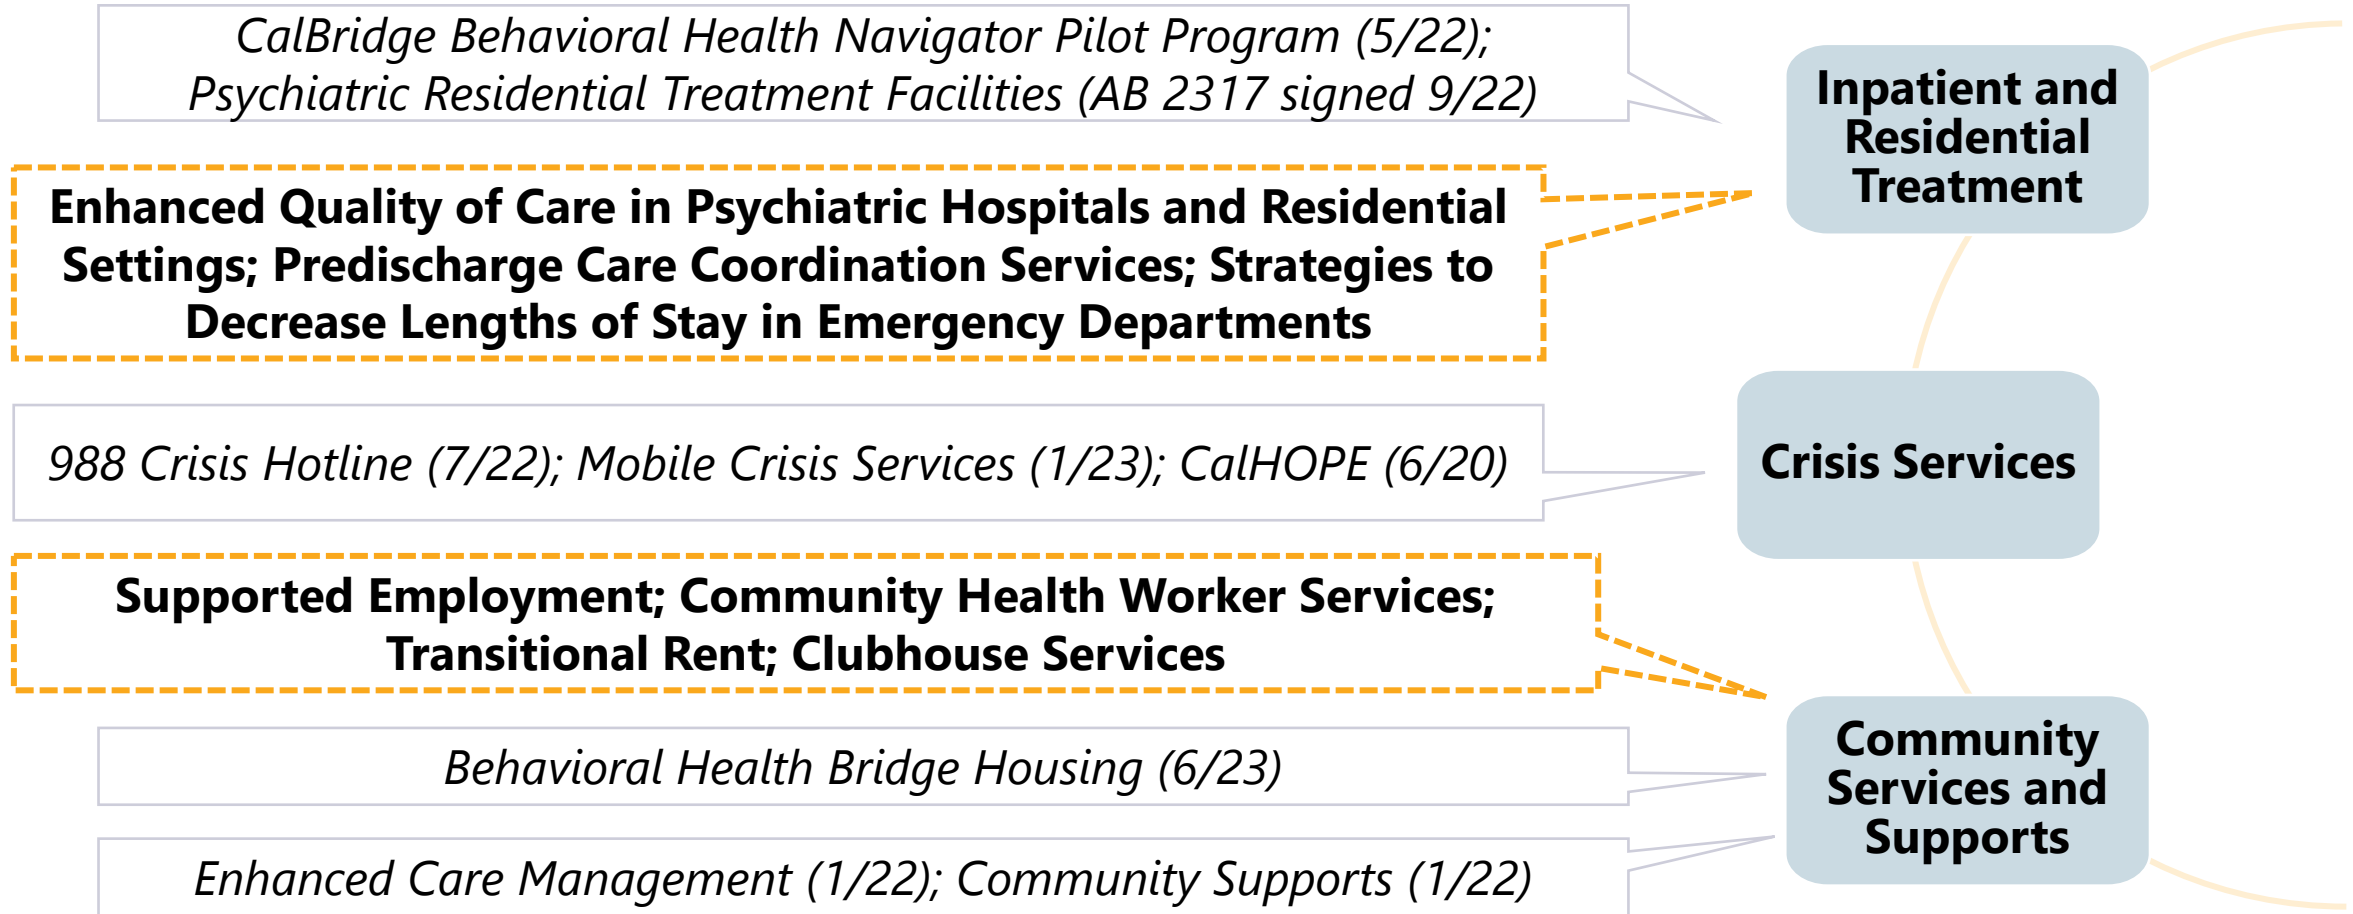 CalBridge Behavioral Health Navigator Pilot Program (5/22);
Psychiatric Residential Treatment Facilities (AB 2317 signed 9/22)
Inpatient and
Residential
Treatment
Enhanced Quality of Care in Psychiatric Hospitals and Residential
Settings; Predischarge Care Coordination Services; Strategies to
Decrease Lengths of Stay in Emergency Departments
988 Crisis Hotline (7/22); Mobile Crisis Services (1/23); CalHOPE (6/20)
Crisis Services
Supported Employment; Community Health Worker Services;
Transitional Rent; Clubhouse Services
Community
Services and
Supports
Behavioral Health Bridge Housing (6/23)
Enhanced Care Management (1/22); Community Supports (1/22)